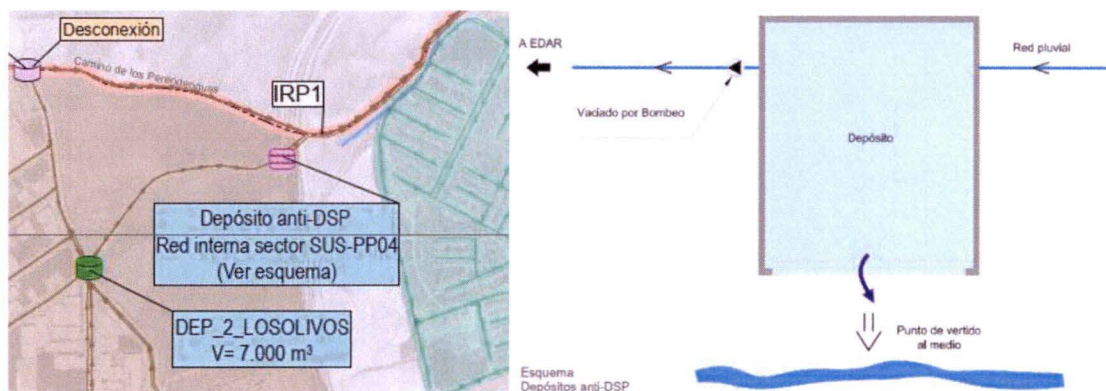 Desconexión
Camino de los Perendengues
IRP1
Depósito anti-DSP
Red interna sector SUS-PP04
(Ver esquema)
DEP_2_LOSOLIVOS
V= 7.000 m³
A EDAR
Red pluvial
Vaciado por Bombeo
Depósito
Punto de vertido
al medio
Esquema
Depósitos anti-DSP